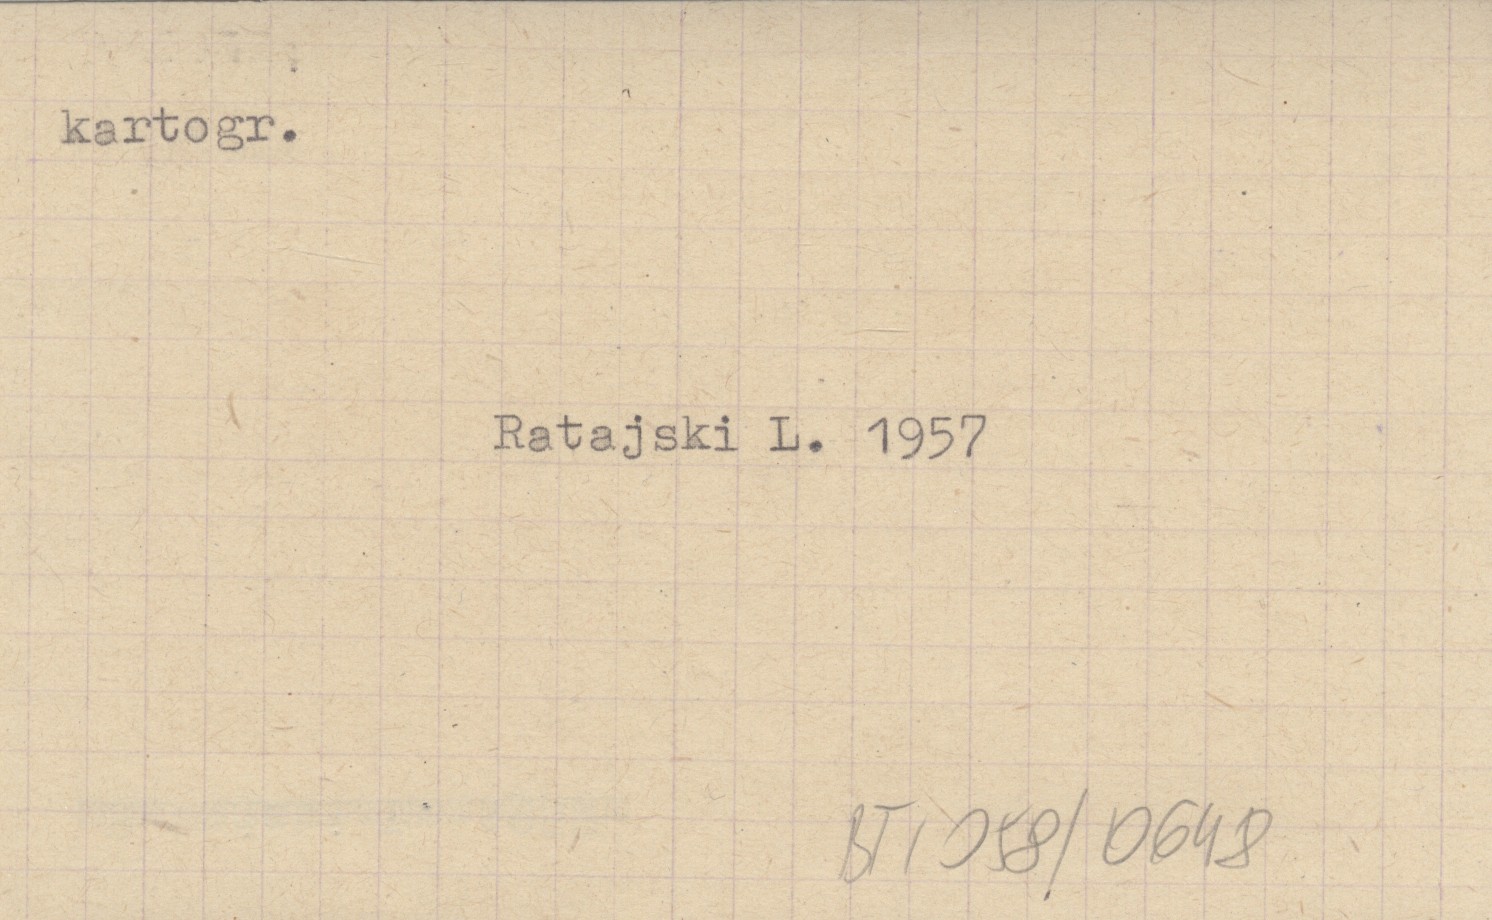 kartogr.
Ratajski L. 1957
BT1058/0648